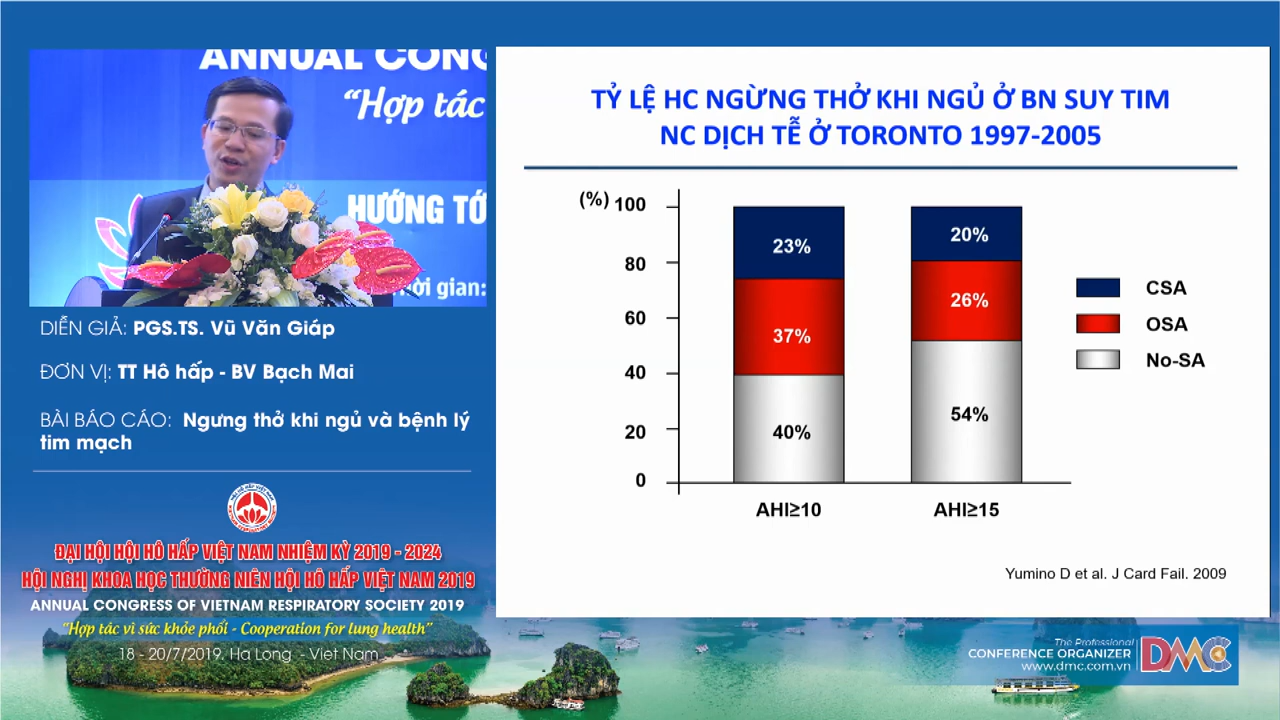 ANNUAL CONG
“Hợp tác
HƯỚNG TỚ
hời gian:
DIỄN GIẢ: PGS.TS. Vũ Văn Giáp
ĐƠN VỊ: TT Hô hấp - BV Bạch Mai
BÀI BÁO CÁO: Ngưng thở khi ngủ và bệnh lý
tim mạch
ĐẠI HỘI HỘI HÔ HẤP VIỆT NAM NHIỆM KỲ 2019 - 2024
HỘI NGHỊ KHOA HỌC THƯỜNG NIÊN HỘI HÔ HẤP VIỆT NAM 2019
ANNUAL CONGRESS OF VIETNAM RESPIRATORY SOCIETY 2019
“Hợp tác vì sức khỏe phổi - Cooperation for lung health”
18 - 20/7/2019. Ha Long - Viet Nam
TỶ LỆ HC NGỪNG THỞ KHI NGỦ Ở BN SUY TIM
NC DỊCH TỄ Ở TORONTO 1997-2005
(%) 100
80
60
40
20
0
23%
37%
40%
20%
26%
54%
AHI≥10
AHI≥15
CSA
OSA
No-SA
Yumino D et al. J Card Fail. 2009
The Professional
CONFERENCE ORGANIZER
www.dmc.com.vn
DMC